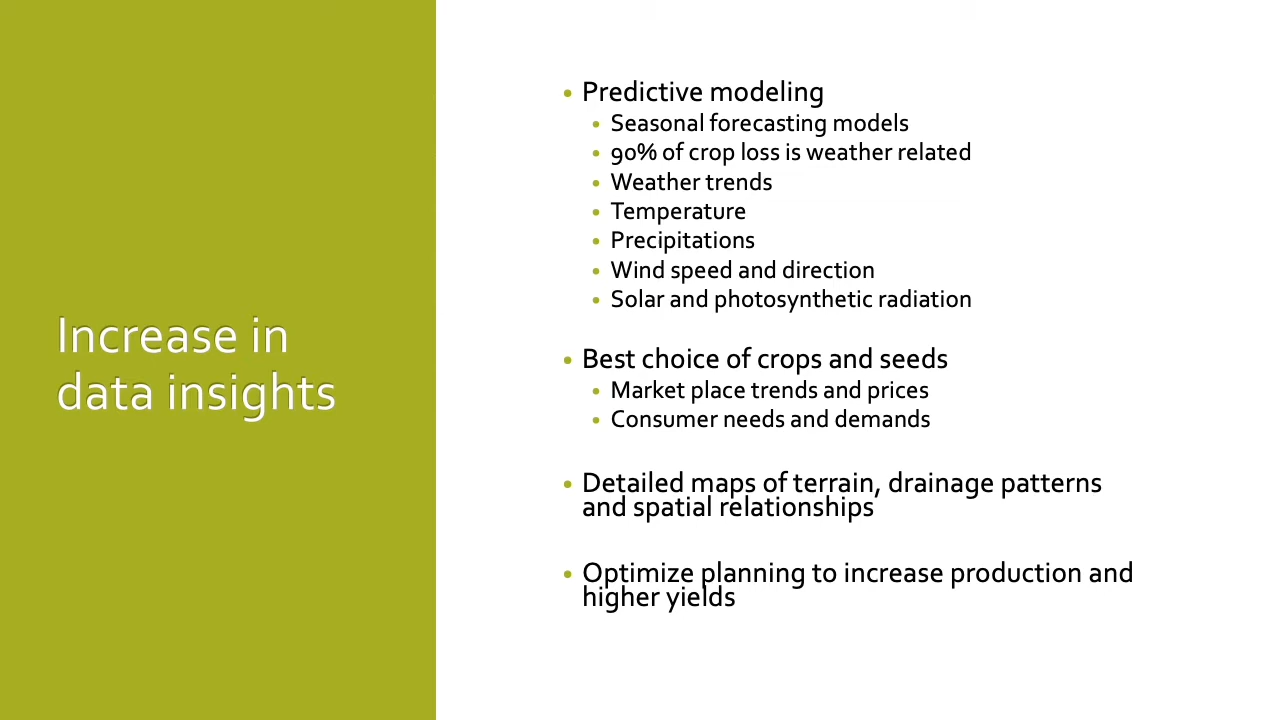 Increase in
data insights
• Predictive modeling
• Seasonal forecasting models
• 90% of crop loss is weather related
• Weather trends
• Temperature
• Precipitations
• Wind speed and direction
• Solar and photosynthetic radiation
• Best choice of crops and seeds
• Market place trends and prices
• Consumer needs and demands
• Detailed maps of terrain, drainage patterns
and spatial relationships
• Optimize planning to increase production and
higher yields